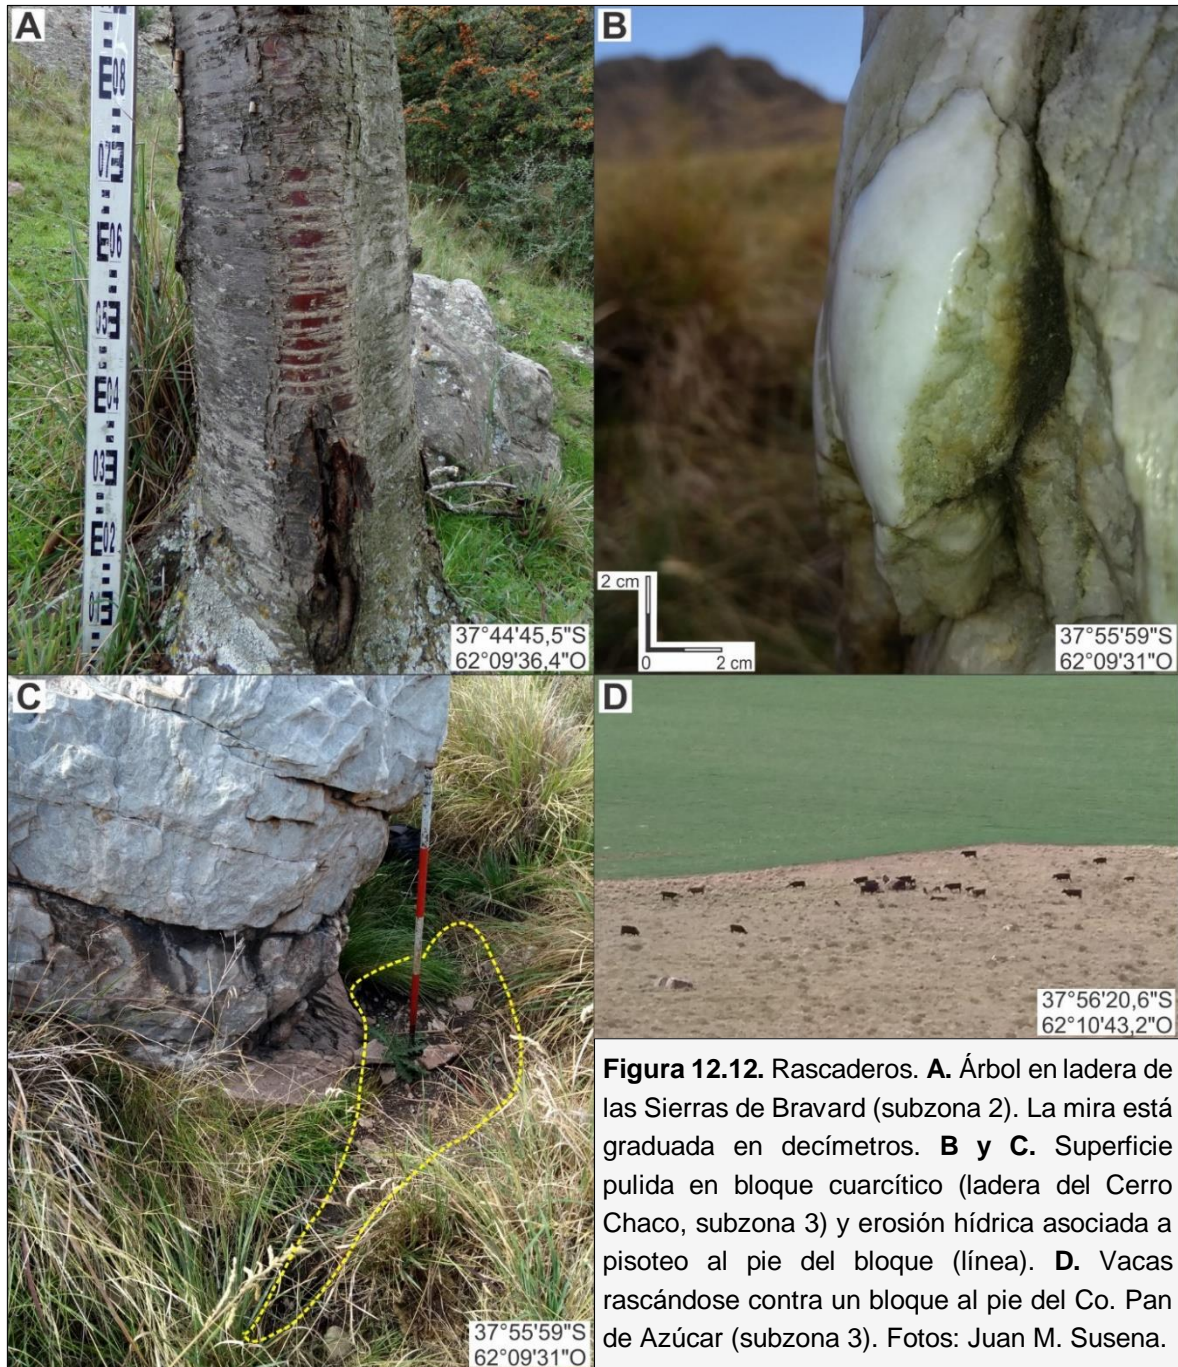 A
08
07
06
05
04
03
02
01
37°44'45,5"S
62°09'36,4"O
B
2 cm
0 2 cm
37°55'59"S
62°09'31"O
C
37°55'59"S
62°09'31"O
D
37°56'20,6"S
62°10'43,2"O
Figura 12.12. Rascaderos. A. Árbol en ladera de
las Sierras de Bravard (subzona 2). La mira está
graduada en decímetros. B y C. Superficie
pulida en bloque cuarcítico (ladera del Cerro
Chaco, subzona 3) y erosión hídrica asociada a
pisoteo al pie del bloque (línea). D. Vacas
rascándose contra un bloque al pie del Co. Pan
de Azúcar (subzona 3). Fotos: Juan M. Susena.